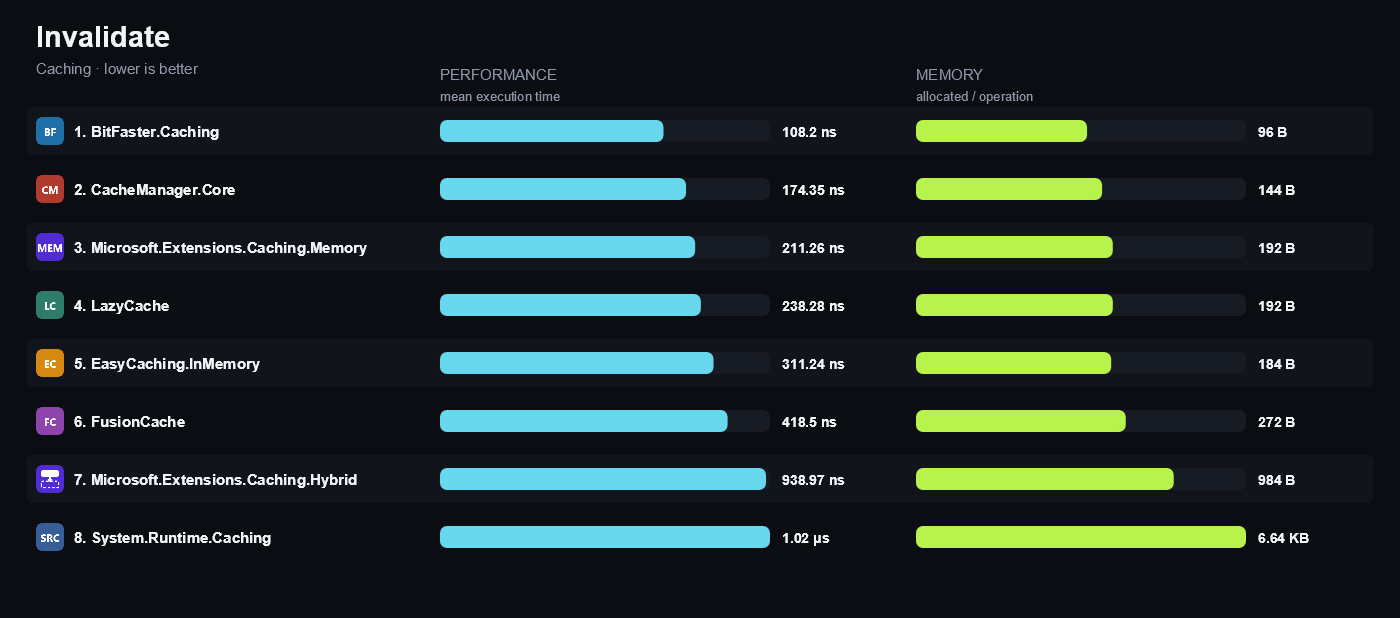 Invalidate
Caching · lower is better
PERFORMANCE
mean execution time
MEMORY
allocated / operation
BF 1. BitFaster.Caching 108.2 ns 96 B
CM 2. CacheManager.Core 174.35 ns 144 B
MEM 3. Microsoft.Extensions.Caching.Memory 211.26 ns 192 B
LC 4. LazyCache 238.28 ns 192 B
EC 5. EasyCaching.InMemory 311.24 ns 184 B
FC 6. FusionCache 418.5 ns 272 B
7. Microsoft.Extensions.Caching.Hybrid 938.97 ns 984 B
SRC 8. System.Runtime.Caching 1.02 µs 6.64 KB